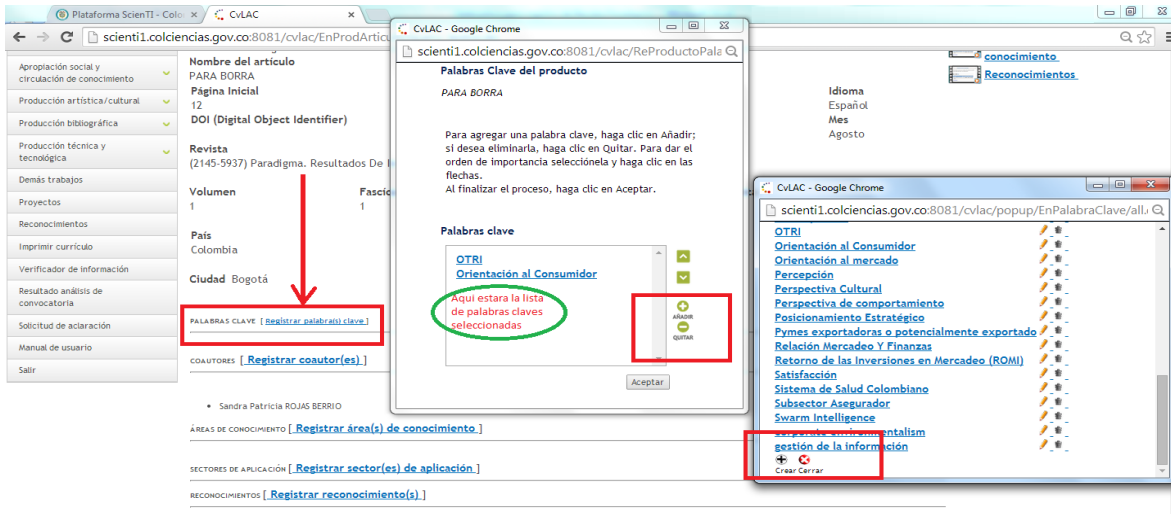 Plataforma ScienTI - Colo
CvLAC
scienti1.colciencias.gov.co:8081/cvlac/EnProdArticu
Apropiación social y
circulación de conocimiento
Producción artística/cultural
Producción bibliográfica
Producción técnica y
tecnológica
Demás trabajos
Proyectos
Reconocimientos
Imprimir currículo
Verificador de información
Resultado análisis de
convocatoria
Solicitud de aclaración
Manual de usuario
Salir
Nombre del artículo
PARA BORRA
Página Inicial
12
DOI (Digital Object Identifier)
Revista
(2145-5937) Paradigma. Resultados De I
Volumen
Fascíc
1
1
País
Colombia
Ciudad Bogotá
PALABRAS CLAVE [ Registrar palabra(s) clave ]
COAUTORES [ Registrar coautor(es) ]
Sandra Patricia ROJAS BERRIO
ÁREAS DE CONOCIMIENTO [ Registrar área(s) de conocimiento ]
SECTORES DE APLICACIÓN [ Registrar sector(es) de aplicación ]
RECONOCIMIENTOS [ Registrar reconocimiento(s) ]
CvLAC - Google Chrome
scienti1.colciencias.gov.co:8081/cvlac/ReProductoPala
Palabras Clave del producto
PARA BORRA
Para agregar una palabra clave, haga clic en Añadir;
si desea eliminarla, haga clic en Quitar. Para dar el
orden de importancia selecciónela y haga clic en las
flechas.
Al finalizar el proceso, haga clic en Aceptar.
Palabras clave
OTRI
Orientación al Consumidor
Aqui estara la lista
de palabras claves
seleccionadas
AÑADIR
QUITAR
Aceptar
conocimiento
Reconocimientos
Idioma
Español
Mes
Agosto
CvLAC - Google Chrome
scienti1.colciencias.gov.co:8081/cvlac/popup/EnPalabraClave/all.
OTRI
Orientación al Consumidor
Orientación al mercado
Percepción
Perspectiva Cultural
Perspectiva de comportamiento
Posicionamiento Estratégico
Pymes exportadoras o potencialmente exportado
Relación Mercadeo Y Finanzas
Retorno de las Inversiones en Mercadeo (ROMI)
Satisfacción
Sistema de Salud Colombiano
Subsector Asegurador
Swarm Intelligence
corporate environmentalism
gestión de la información
Crear Cerrar